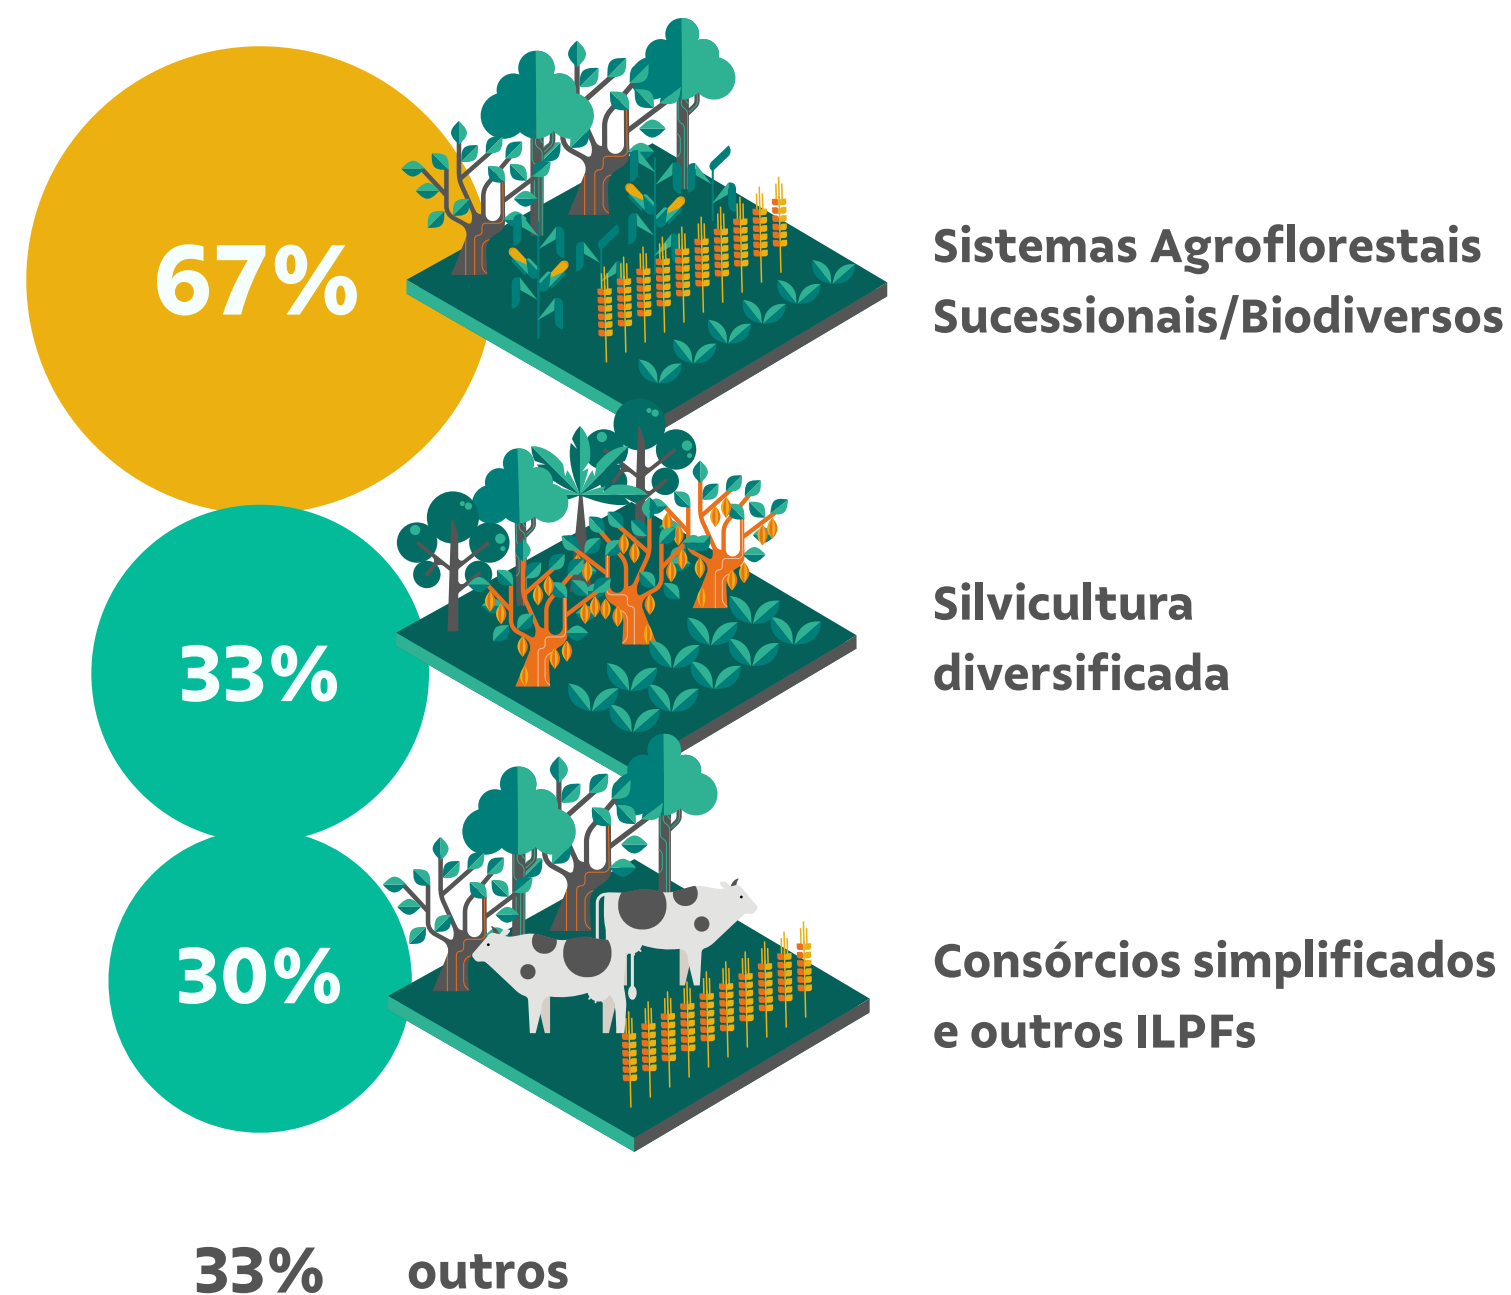 67%
Sistemas Agroflorestais
Sucessionais/Biodiversos
33%
Silvicultura
diversificada
30%
Consórcios simplificados
e outros ILPFs
33% outros